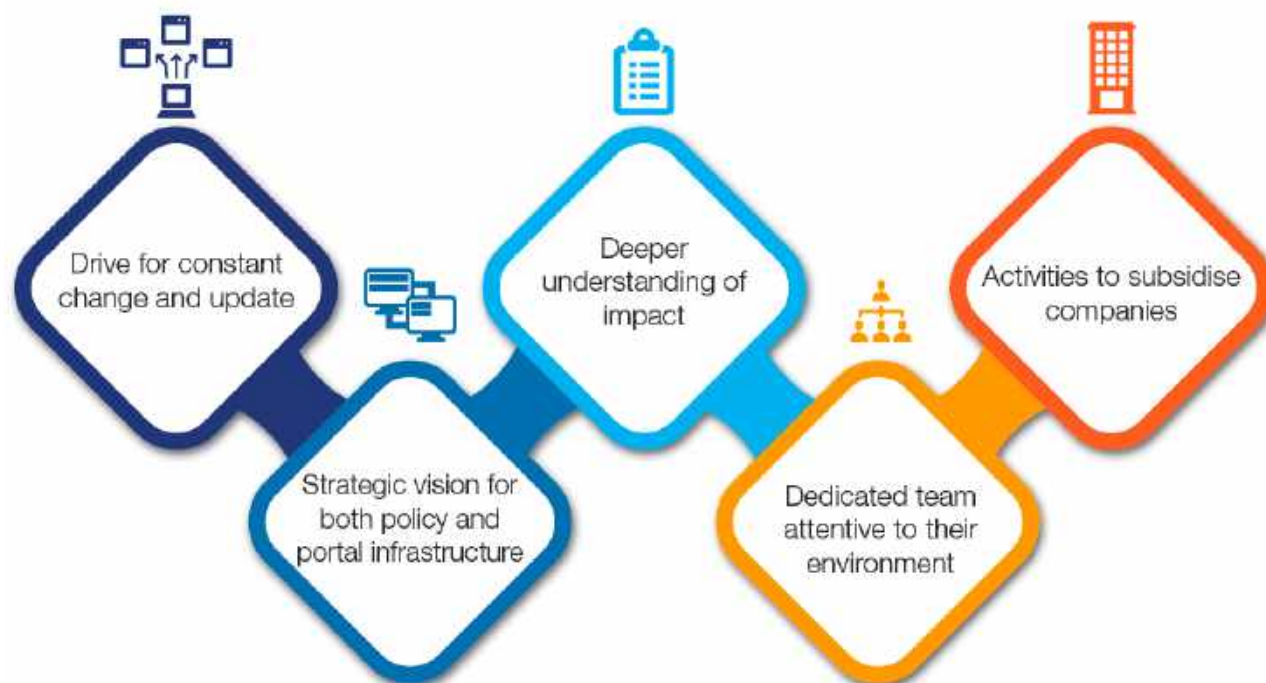 Drive for constant
change and update
Strategic vision for
both policy and
portal infrastructure
Deeper
understanding of
impact
Dedicated team
attentive to their
environment
Activities to subsidise
companies